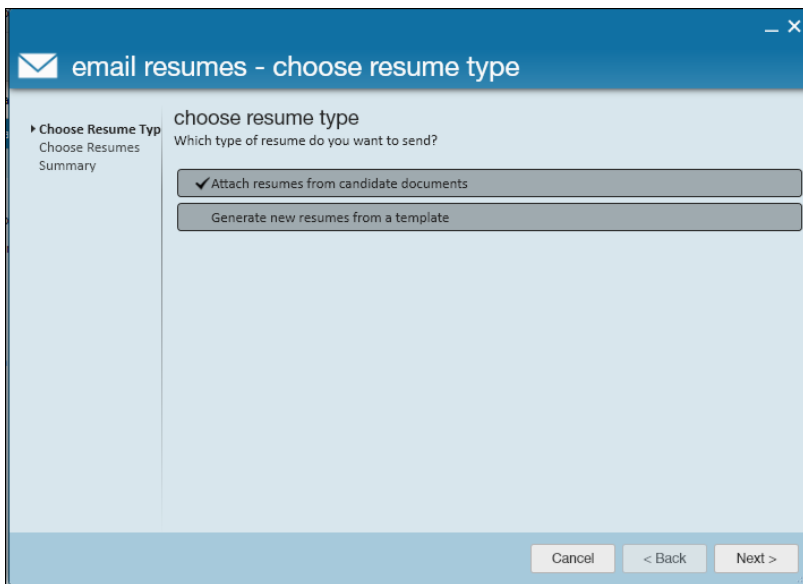 email resumes - choose resume type
Choose Resume Typ
Choose Resumes
Summary
choose resume type
Which type of resume do you want to send?
Attach resumes from candidate documents
Generate new resumes from a template
Cancel
< Back
Next >